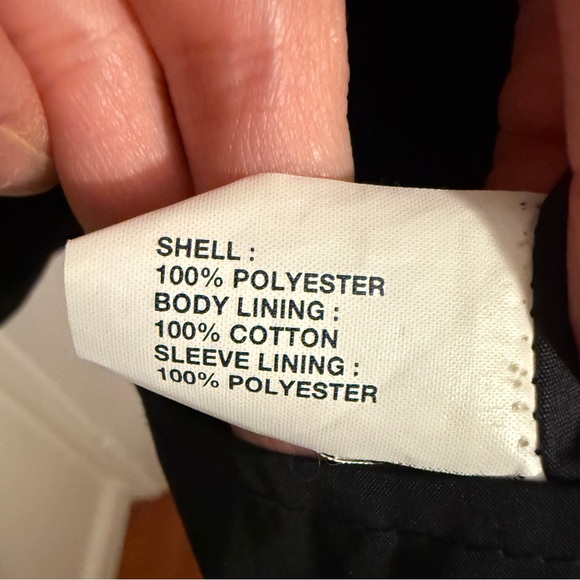 SHELL :
100% POLYESTER
BODY LINING :
100% COTTON
SLEEVE LINING :
100% POLYESTER